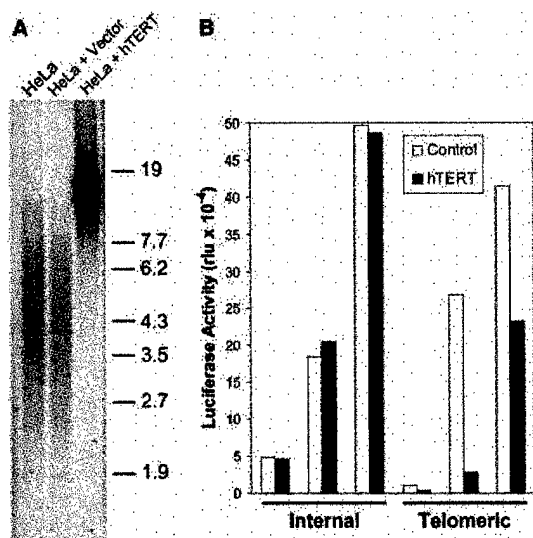 A
HeLa
HeLa + Vector
HeLa + hTERT
19
7.7
6.2
4.3
3.5
2.7
1.9
B
Luciferase Activity (rlu x 10⁻⁴)
50
45
40
35
30
25
20
15
10
5
0
Control
hTERT
Internal
Telomeric